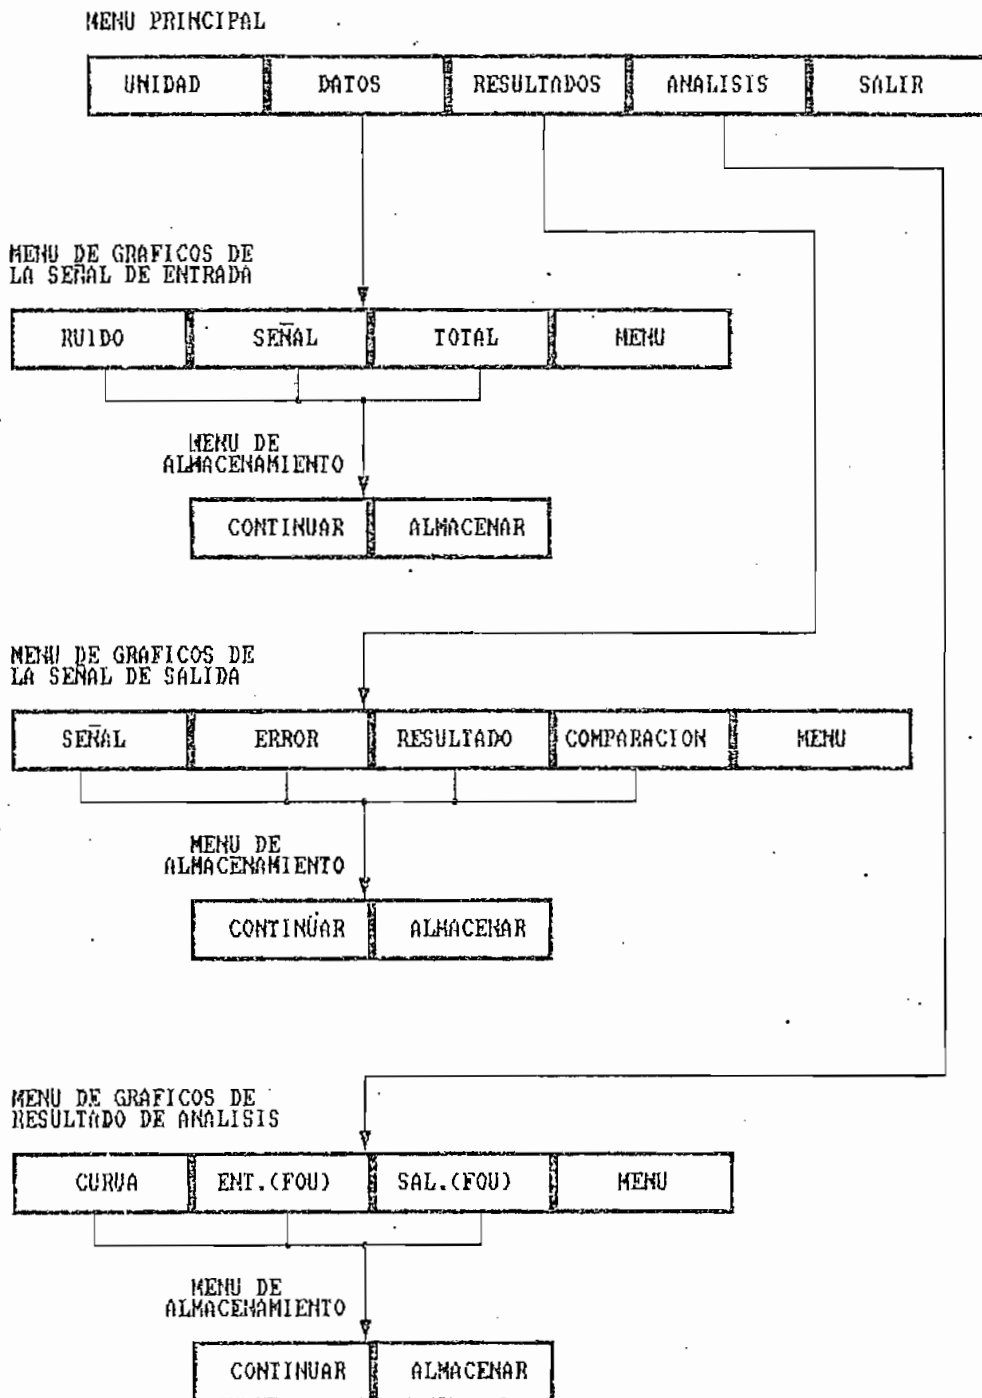 MENU PRINCIPAL
UNIDAD DATOS RESULTADOS ANALISIS SALIR
MENU DE GRAFICOS DE
LA SEÑAL DE ENTRADA
RUIDO SEÑAL TOTAL MENU
MENU DE
ALMACENAMIENTO
CONTINUAR ALMACENAR
MENU DE GRAFICOS DE
LA SEÑAL DE SALIDA
SEÑAL ERROR RESULTADO COMPARACION MENU
MENU DE
ALMACENAMIENTO
CONTINUAR ALMACENAR
MENU DE GRAFICOS DE
RESULTADO DE ANALISIS
CURVA ENT.(FOU) SAL.(FOU) MENU
MENU DE
ALMACENAMIENTO
CONTINUAR ALMACENAR